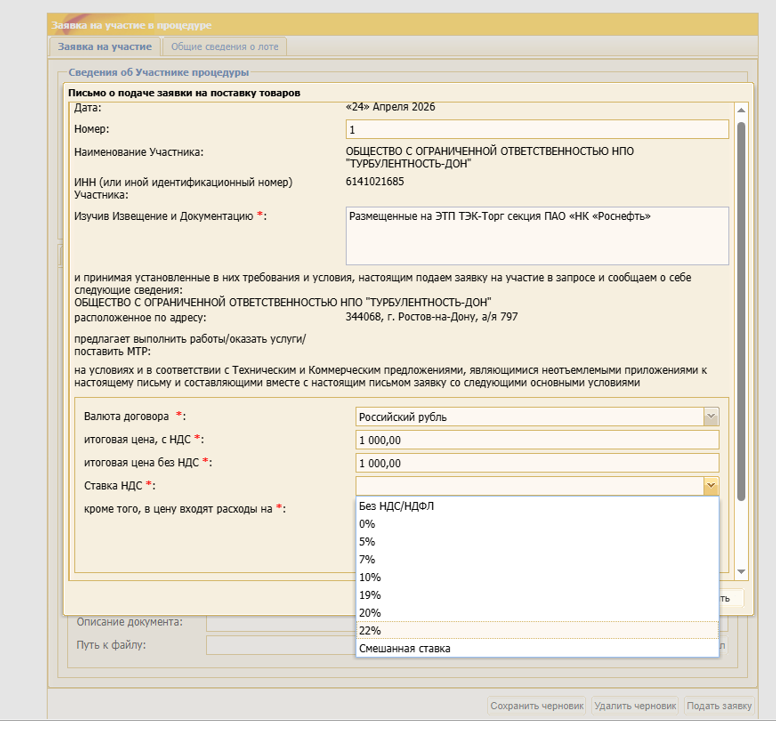 Заявка на участие в процедуре
Заявка на участие
Общие сведения о лоте
Сведения об Участнике процедуры
Письмо о подаче заявки на поставку товаров
Дата: «24» Апреля 2026
Номер: 1
Наименование Участника: ОБЩЕСТВО С ОГРАНИЧЕННОЙ ОТВЕТСТВЕННОСТЬЮ НПО
"ТУРБУЛЕНТНОСТЬ-ДОН"
ИНН (или иной идентификационный номер) 6141021685
Участника:
Изучив Извещение и Документацию *: Размещенные на ЭТП ТЭК-Торг секция ПАО «НК «Роснефть»
и принимая установленные в них требования и условия, настоящим подаем заявку на участие в запросе и сообщаем о себе
следующие сведения:
ОБЩЕСТВО С ОГРАНИЧЕННОЙ ОТВЕТСТВЕННОСТЬЮ НПО "ТУРБУЛЕНТНОСТЬ-ДОН"
расположенное по адресу: 344068, г. Ростов-на-Дону, а/я 797
предлагает выполнить работы/оказать услуги/
поставить МТР:
на условиях и в соответствии с Техническим и Коммерческим предложениями, являющимися неотъемлемыми приложениями к
настоящему письму и составляющими вместе с настоящим письмом заявку со следующими основными условиями
Валюта договора *: Российский рубль
итоговая цена, с НДС *: 1 000,00
итоговая цена без НДС *: 1 000,00
Ставка НДС *:
кроме того, в цену входят расходы на *:
Без НДС/НДФЛ
0%
5%
7%
10%
19%
20%
22%
Смешанная ставка
ть
Описание документа:
Путь к файлу:
л
Сохранить черновик
Удалить черновик
Подать заявку